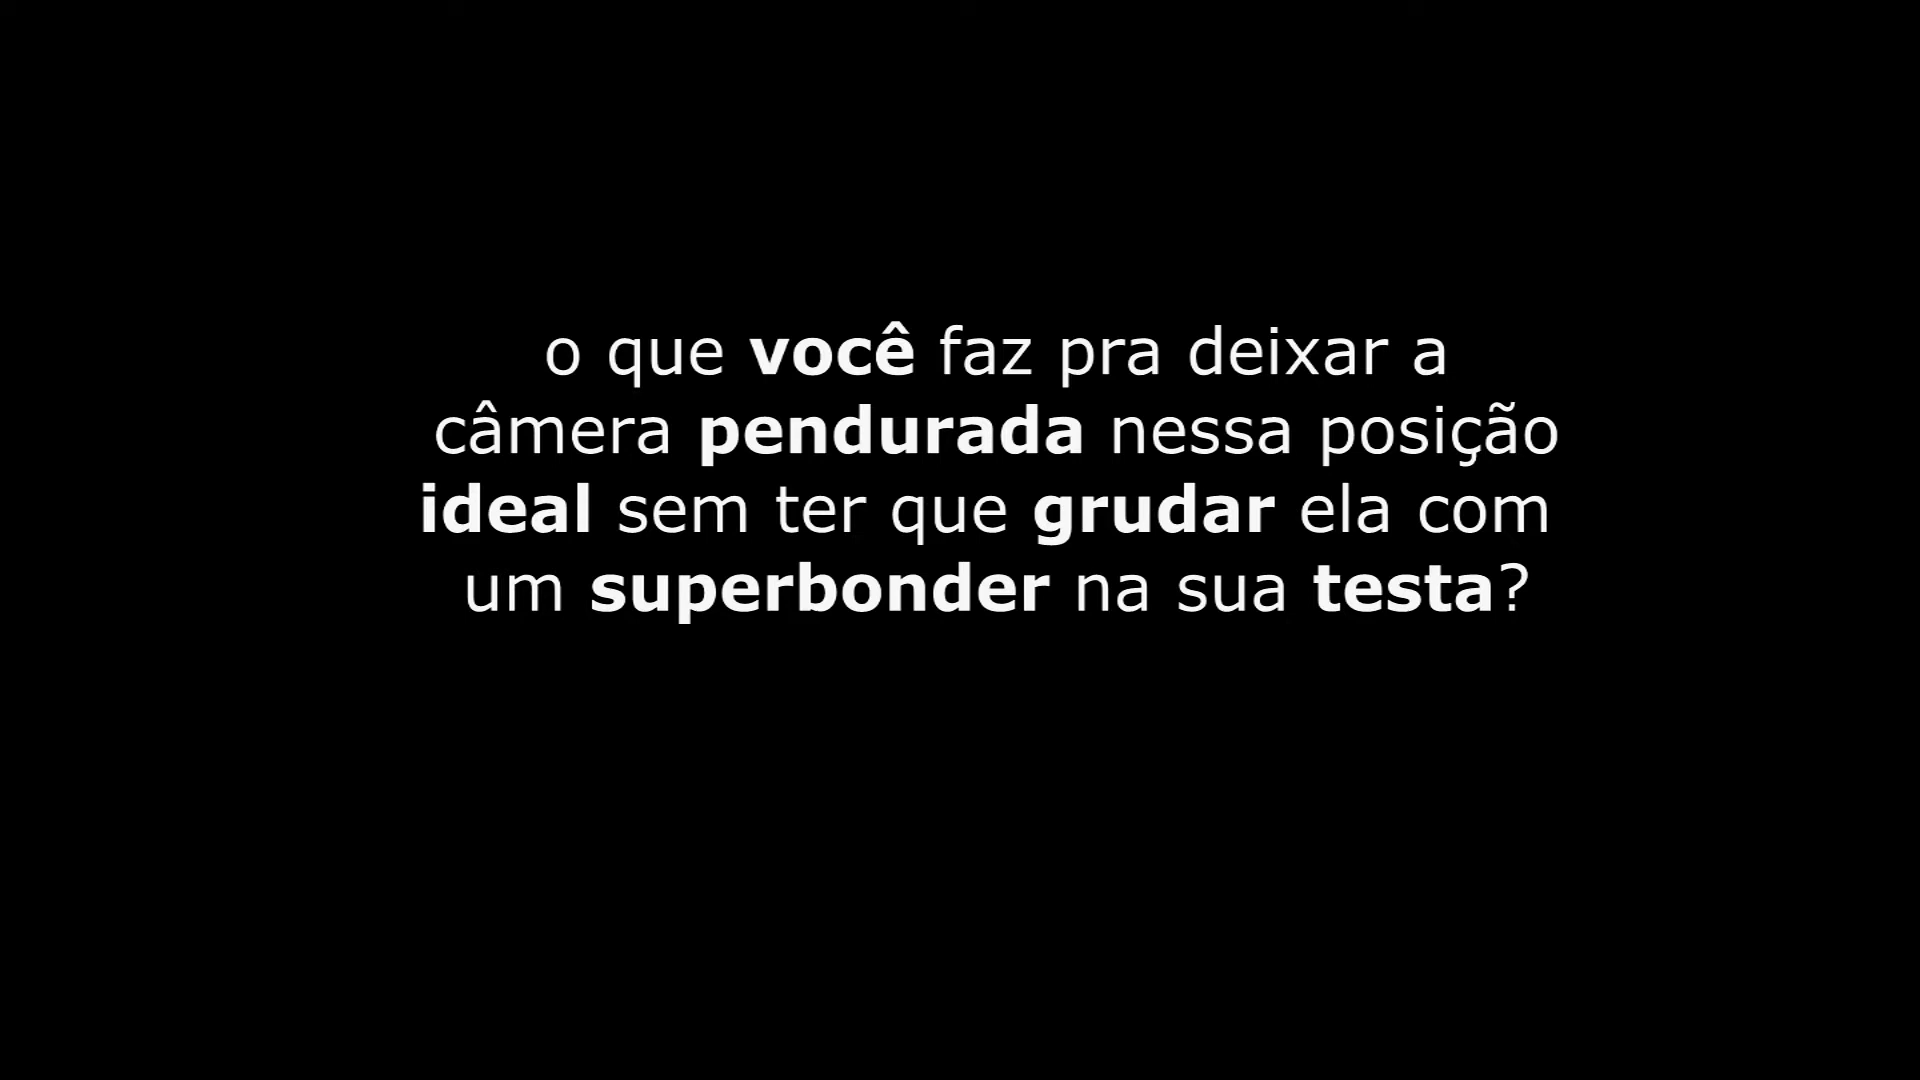 o que você faz pra deixar a
câmera pendurada nessa posição
ideal sem ter que grudar ela com
um superbonder na sua testa?